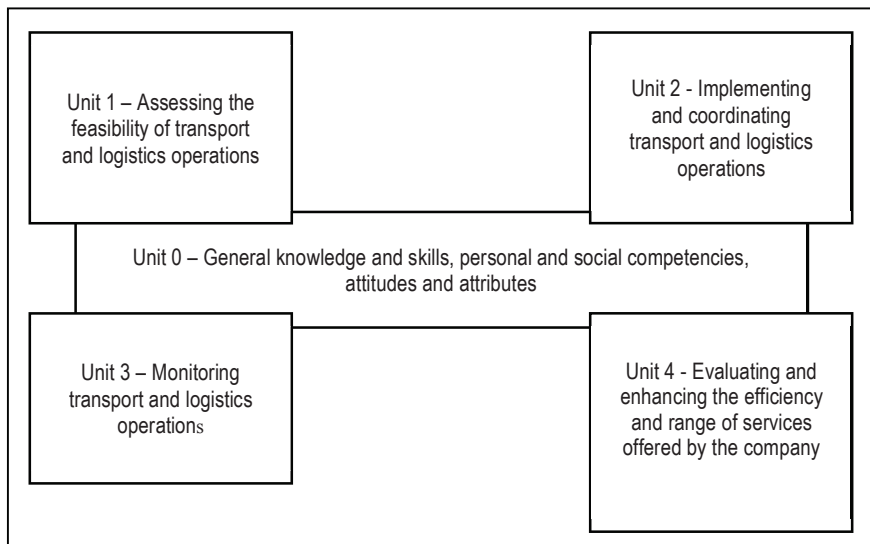 Unit 1 – Assessing the
feasibility of transport
and logistics operations
Unit 2 - Implementing
and coordinating
transport and logistics
operations
Unit 0 – General knowledge and skills, personal and social competencies,
attitudes and attributes
Unit 3 – Monitoring
transport and logistics
operations
Unit 4 - Evaluating and
enhancing the efficiency
and range of services
offered by the company